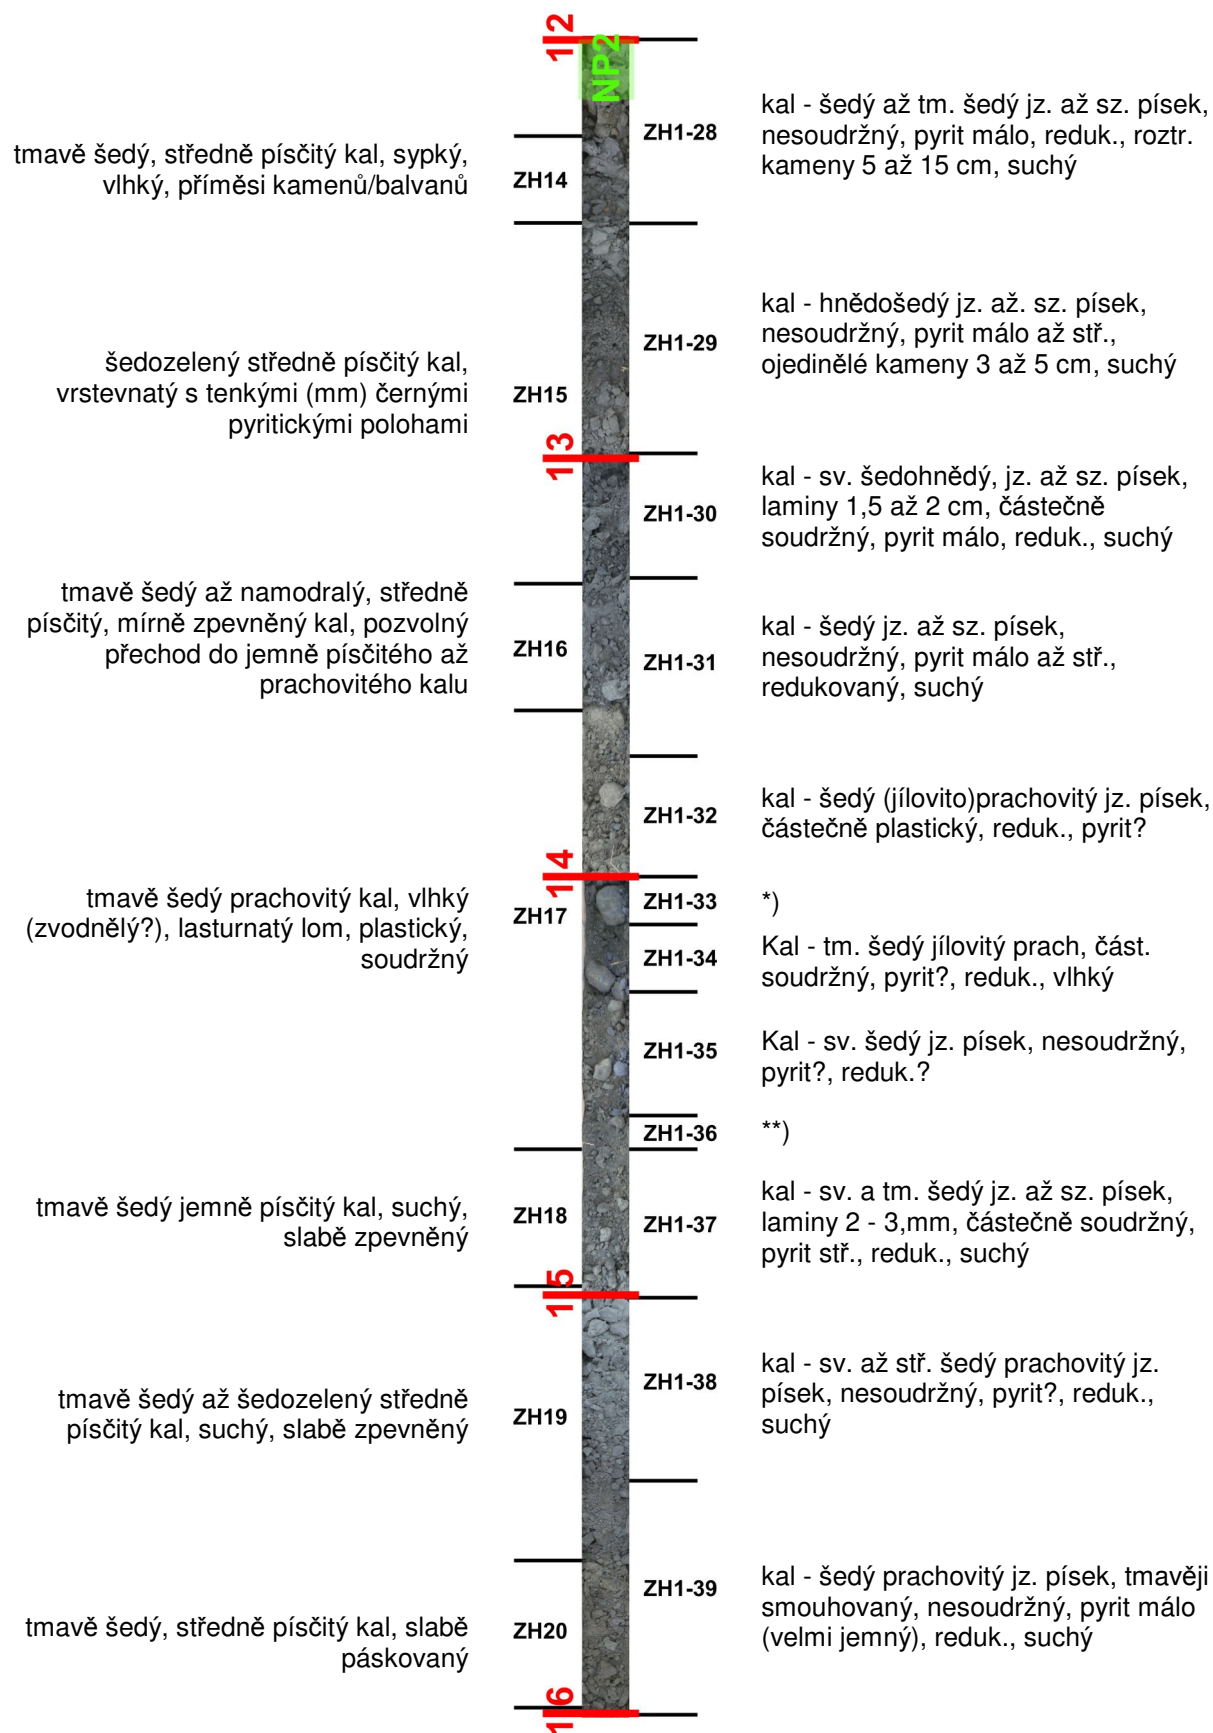 12
NP2
kal - šedý až tm. šedý jz. až sz. písek,
nesoudržný, pyrit málo, reduk., roztr.
kameny 5 až 15 cm, suchý
ZH1-28
tmavě šedý, středně písčitý kal, sypký,
vlhký, příměsi kamenů/balvanů
ZH14
kal - hnědošedý jz. až. sz. písek,
nesoudržný, pyrit málo až stř.,
ojedinělé kameny 3 až 5 cm, suchý
ZH1-29
šedozelený středně písčitý kal,
vrstevnatý s tenkými (mm) černými
pyritickými polohami
ZH15
13
kal - sv. šedohnědý, jz. až sz. písek,
laminy 1,5 až 2 cm, částečně
soudržný, pyrit málo, reduk., suchý
ZH1-30
tmavě šedý až namodralý, středně
písčitý, mírně zpevněný kal, pozvolný
přechod do jemně písčitého až
prachovitého kalu
ZH16
ZH1-31
kal - šedý jz. až sz. písek,
nesoudržný, pyrit málo až stř.,
redukovaný, suchý
ZH1-32
kal - šedý (jílovito)prachovitý jz. písek,
částečně plastický, reduk., pyrit?
14
tmavě šedý prachovitý kal, vlhký
(zvodnělý?), lasturnatý lom, plastický,
soudržný
ZH17
ZH1-33
*)
ZH1-34
Kal - tm. šedý jílovitý prach, část.
soudržný, pyrit?, reduk., vlhký
ZH1-35
Kal - sv. šedý jz. písek, nesoudržný,
pyrit?, reduk.?
ZH1-36
**)
tmavě šedý jemně písčitý kal, suchý,
slabě zpevněný
ZH18
ZH1-37
kal - sv. a tm. šedý jz. až sz. písek,
laminy 2 - 3,mm, částečně soudržný,
pyrit stř., reduk., suchý
15
ZH1-38
kal - sv. až stř. šedý prachovitý jz.
písek, nesoudržný, pyrit?, reduk.,
suchý
tmavě šedý až šedozelený středně
písčitý kal, suchý, slabě zpevněný
ZH19
ZH1-39
kal - šedý prachovitý jz. písek, tmavěji
smouhovaný, nesoudržný, pyrit málo
(velmi jemný), reduk., suchý
tmavě šedý, středně písčitý kal, slabě
páskovaný
ZH20
16